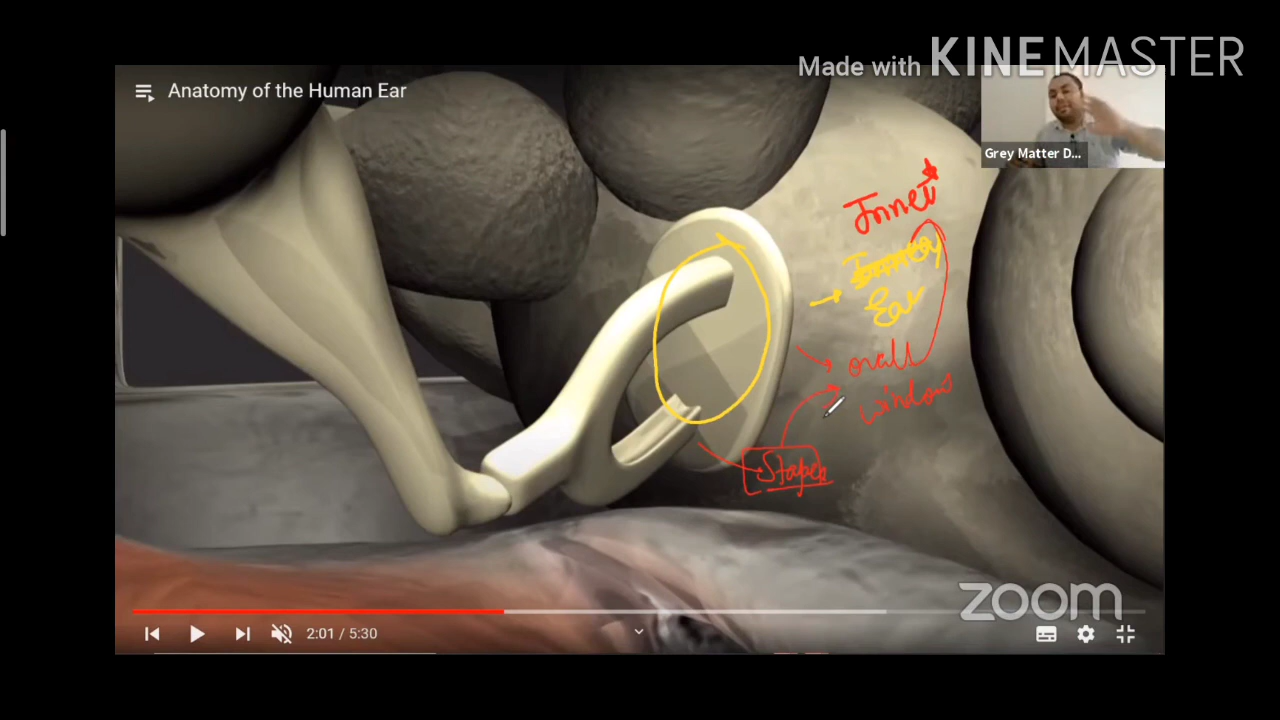 Made with KINEMASTER
Anatomy of the Human Ear
Grey Matter D...
Inner
Ear
ovall
window
Stapes
zoom
2:01 / 5:30